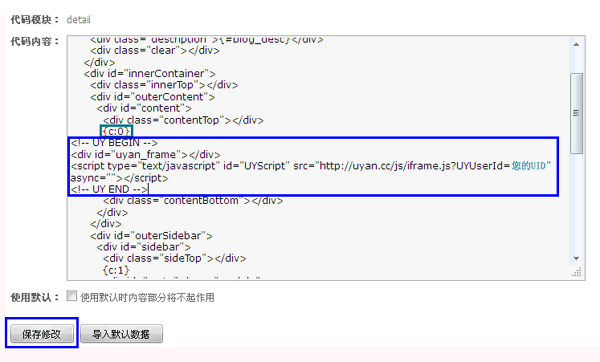 代码模块： detail
代码内容：
<div class="description">{#blog_desc}</div>
<div class="clear"></div>
</div>
<div id="innerContainer">
<div class="innerTop"></div>
<div id="outerContent">
<div id="content">
<div class="contentTop"></div>
{c:0}
<!-- UY BEGIN -->
<div id="uyan_frame"></div>
<script type="text/javascript" id="UYScript" src="http://uyan.cc/js/iframe.js?UYUserId=您的UID"
async=""></script>
<!-- UY END -->
<div class="contentBottom"></div>
</div>
</div>
<div id="outerSidebar">
<div id="sidebar">
<div class="sideTop"></div>
{c:1}
使用默认： 使用默认时内容部分将不起作用
保存修改 导入默认数据